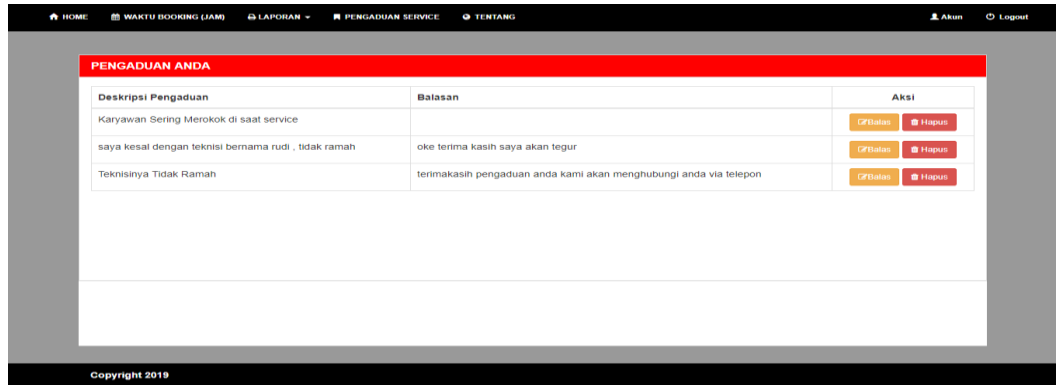 HOME WAKTU BOOKING (JAM) LAPORAN PENGADUAN SERVICE TENTANG Akun Logout
PENGADUAN ANDA
Deskripsi Pengaduan Balasan Aksi
Karyawan Sering Merokok di saat service Balas Hapus
saya kesal dengan teknisi bernama rudi , tidak ramah oke terima kasih saya akan tegur Balas Hapus
Teknisinya Tidak Ramah terimakasih pengaduan anda kami akan menghubungi anda via telepon Balas Hapus
Copyright 2019